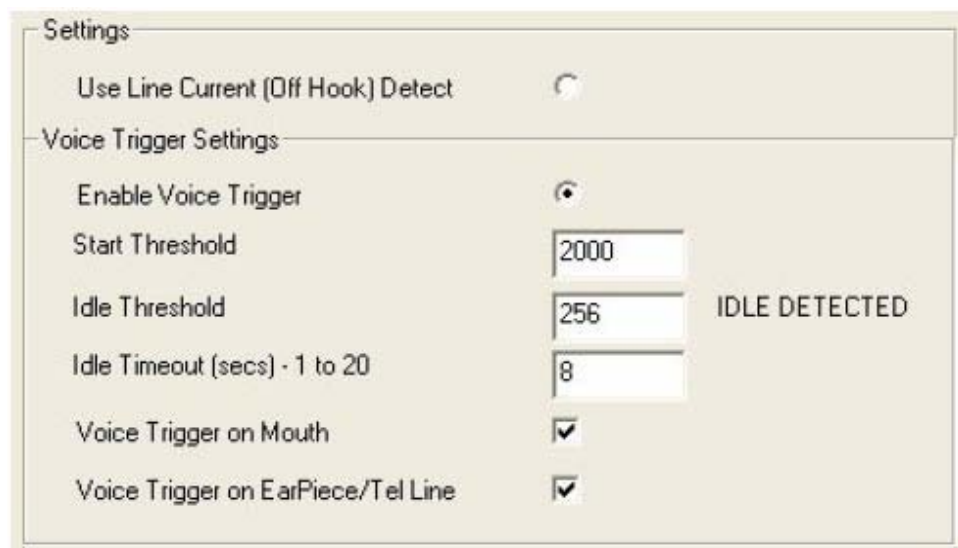 Settings
Use Line Current (Off Hook) Detect
Voice Trigger Settings
Enable Voice Trigger
Start Threshold 2000
Idle Threshold 256 IDLE DETECTED
Idle Timeout (secs) - 1 to 20 8
Voice Trigger on Mouth
Voice Trigger on EarPiece/Tel Line